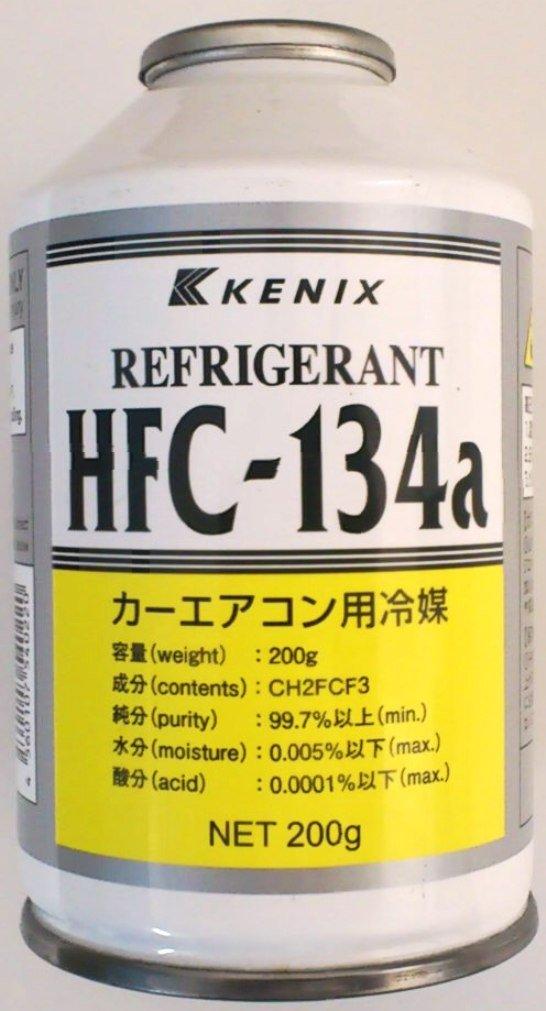 KENIX
REFRIGERANT
HFC-134a
カーエアコン用冷媒
容量(weight) : 200g
成分(contents) : CH2FCF3
純分(purity) : 99.7%以上(min.)
水分(moisture) : 0.005%以下(max.)
酸分(acid) : 0.0001%以下(max.)
NET 200g